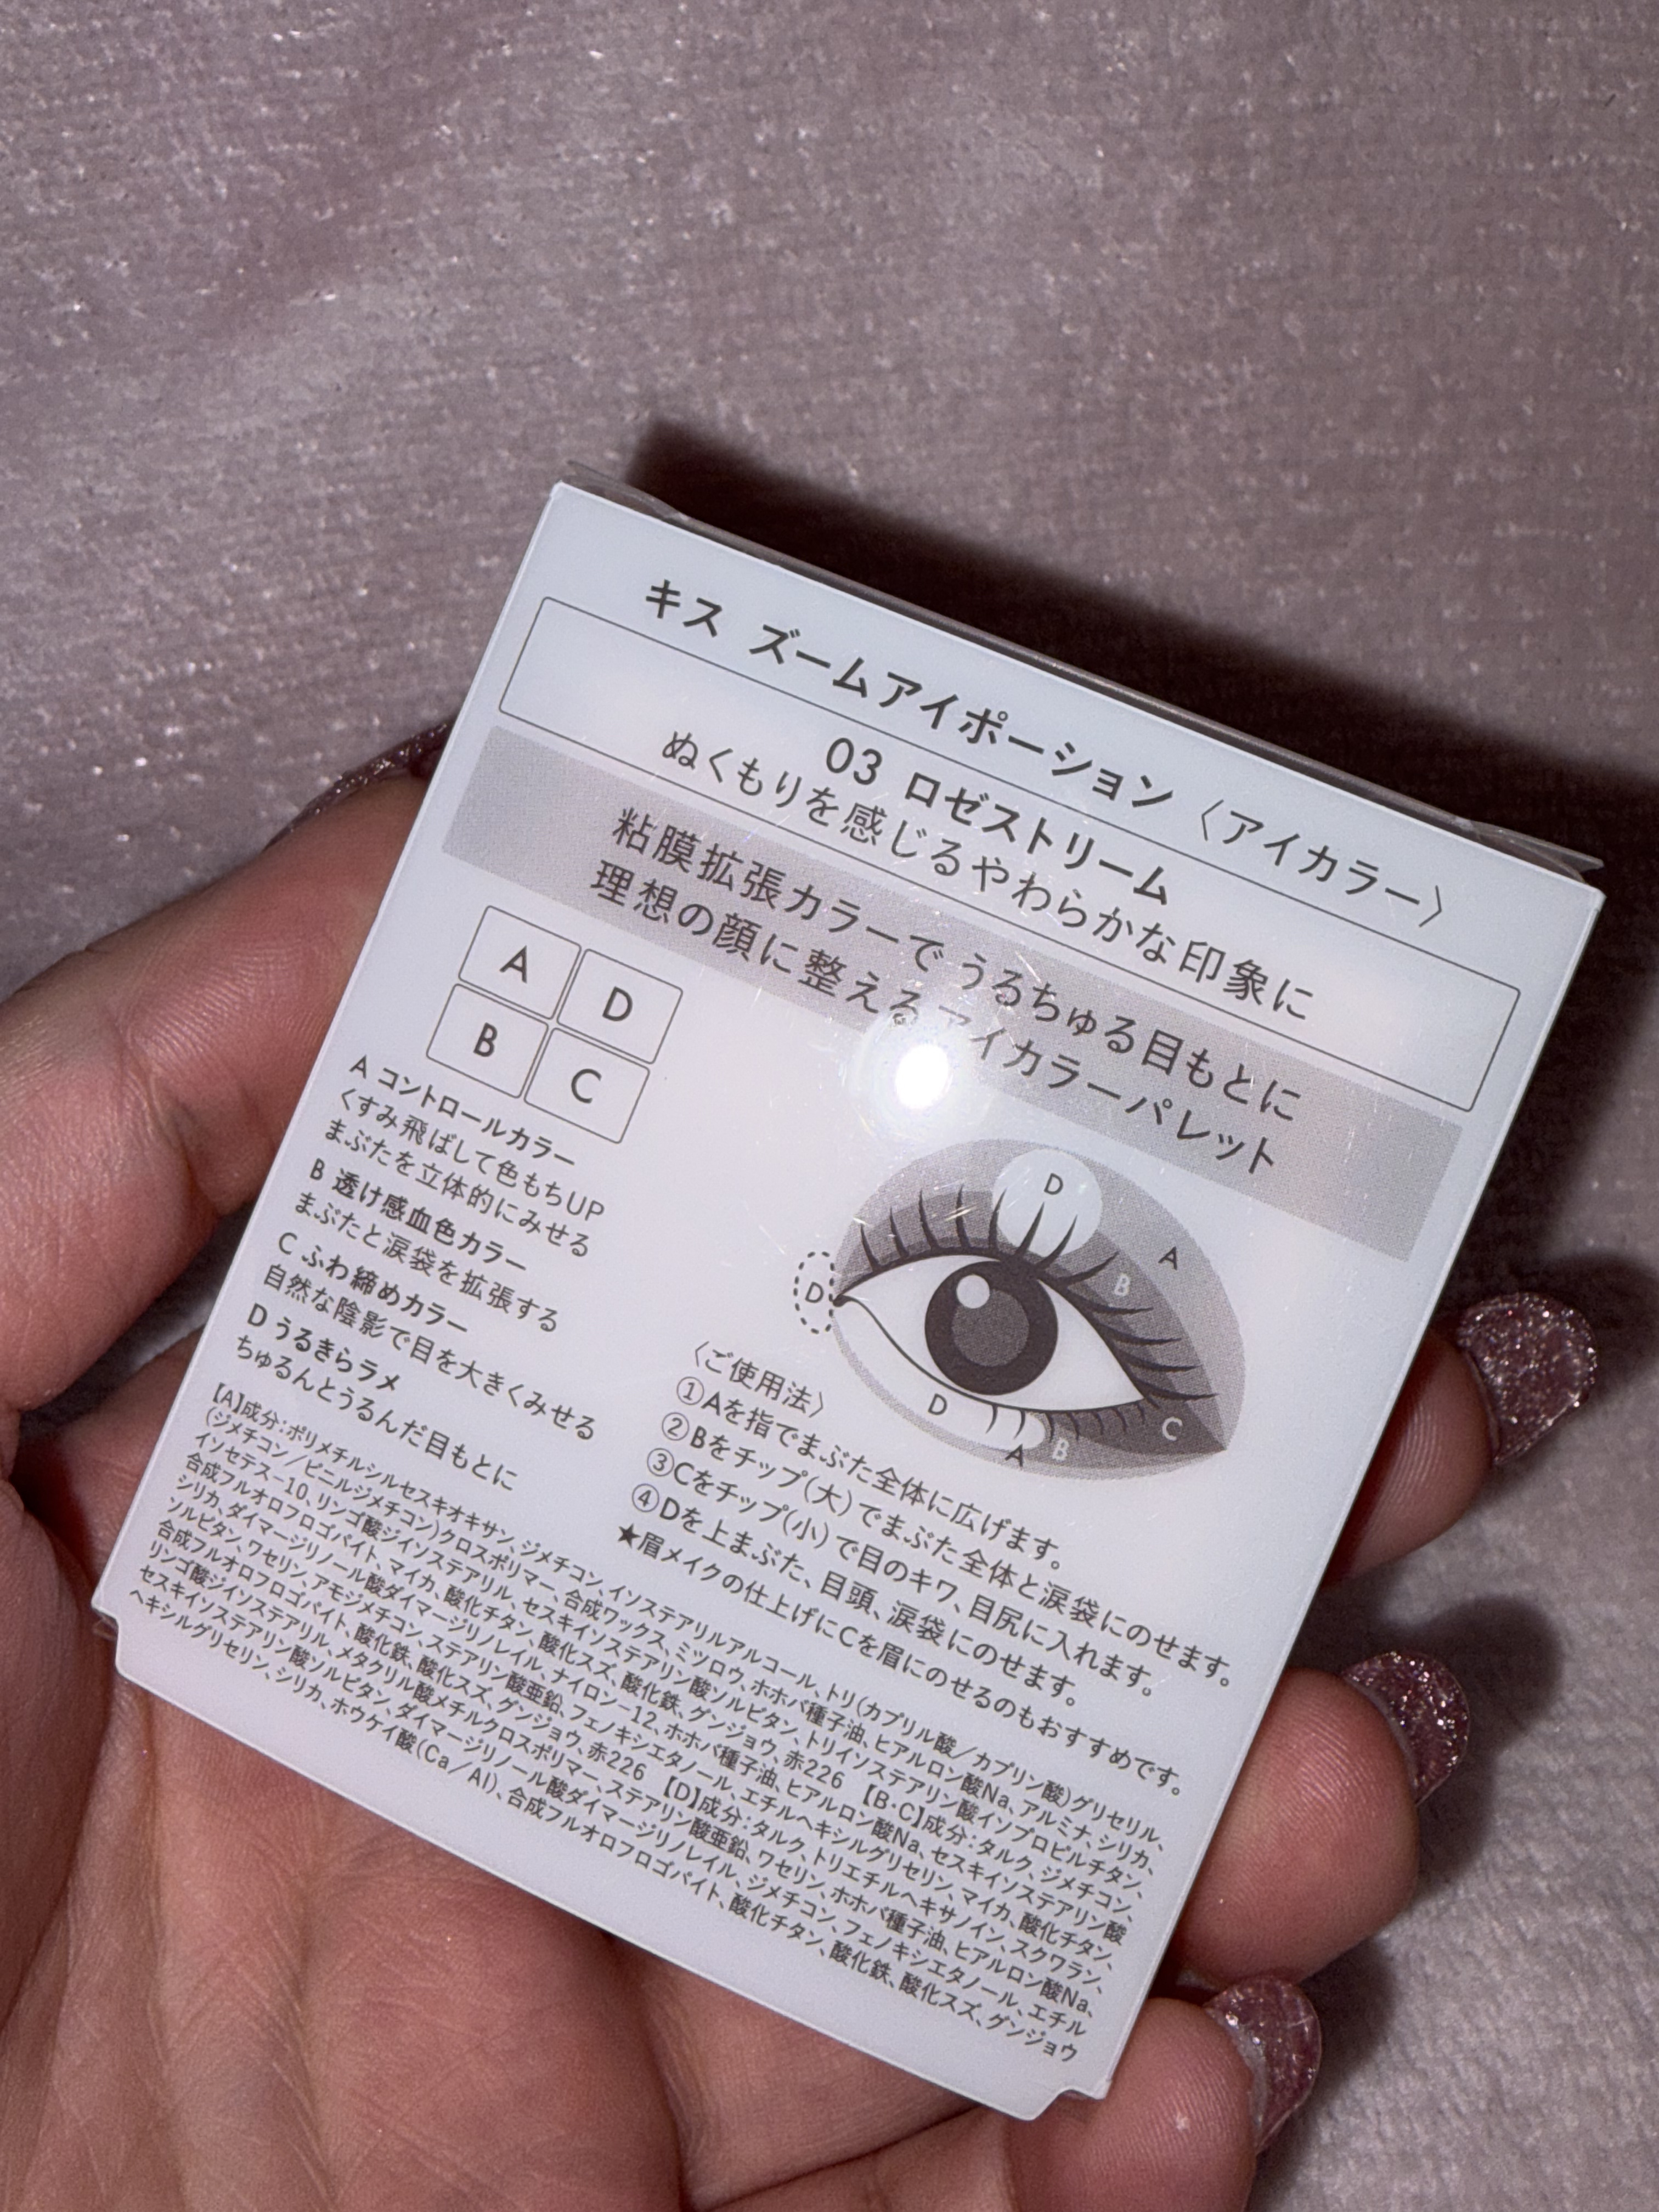 キス ズームアイポーション〈アイカラー〉
03 ロゼストリーム
ぬくもりを感じるやわらかな印象に
粘膜拡張カラーで うるちゅる目もとに
理想の顔に整えるアイカラーパレット
A D
B C
A コントロールカラー
くすみ飛ばして色もちUP
まぶたを立体的にみせる
B 透け感血色カラー
まぶたと涙袋を拡張する
C ふわ締めカラー
自然な陰影で目を大きくみせる
D うるきらラメ
ちゅるんとうるんだ目もとに
D
A
B
D
D
A
B
C
〈ご使用法〉
①Aを指でまぶた全体に広げます。
②Bをチップ(大)でまぶた全体と涙袋にのせます。
③Cをチップ(小)で目のキワ、目尻に入れます。
④Dを上まぶた、目頭、涙袋にのせます。
★眉メイクの仕上げにCを眉にのせるのもおすすめです。
【A】成分:ポリメチルシルセスキオキサン、ジメチコン、イソステアリルアルコール、トリ(カプリル酸/カプリン酸)グリセリル、
(ジメチコン/ビニルジメチコン)クロスポリマー、合成ワックス、ミツロウ、ホホバ種子油、ヒアルロン酸Na、アルミナ、シリカ、
イソセテス-10、リンゴ酸ジイソステアリル、セスキイソステアリン酸ソルビタン、トリイソステアリン酸イソプロピルチタン、
合成フルオロフロゴパイト、マイカ、酸化チタン、酸化スズ、酸化鉄、グンジョウ、赤226 【B・C】成分:タルク、ジメチコン、
シリカ、ダイマージリノール酸ダイマージリノレイル、ナイロン-12、ホホバ種子油、ヒアルロン酸Na、セスキイソステアリン酸
ソルビタン、ワセリン、アモジメチコン、ステアリン酸亜鉛、フェノキシエタノール、エチルヘキシルグリセリン、マイカ、酸化チタン、
合成フルオロフロゴパイト、酸化鉄、酸化スズ、グンジョウ、赤226 【D】成分:タルク、トリエチルヘキサノイン、スクワラン、
リンゴ酸ジイソステアリル、メタクリル酸メチルクロスポリマー、ステアリン酸亜鉛、ワセリン、ホホバ種子油、ヒアルロン酸Na、
セスキイソステアリン酸ソルビタン、ダイマージリノール酸ダイマージリノレイル、ジメチコン、フェノキシエタノール、エチル
ヘキシルグリセリン、シリカ、ホウケイ酸(Ca/Al)、合成フルオロフロゴパイト、酸化チタン、酸化鉄、酸化スズ、グンジョウ